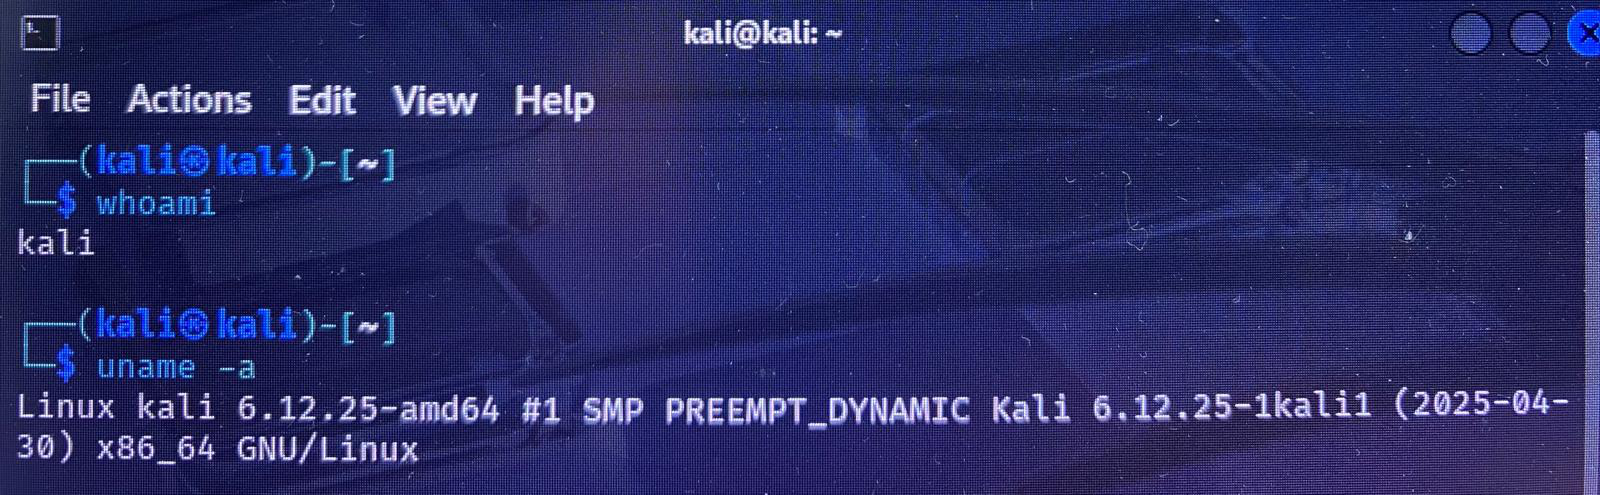 kali@kali: ~
File Actions Edit View Help
┌──(kali㉿kali)-[~]
└─$ whoami
kali
┌──(kali㉿kali)-[~]
└─$ uname -a
Linux kali 6.12.25-amd64 #1 SMP PREEMPT_DYNAMIC Kali 6.12.25-1kali1 (2025-04-
30) x86_64 GNU/Linux